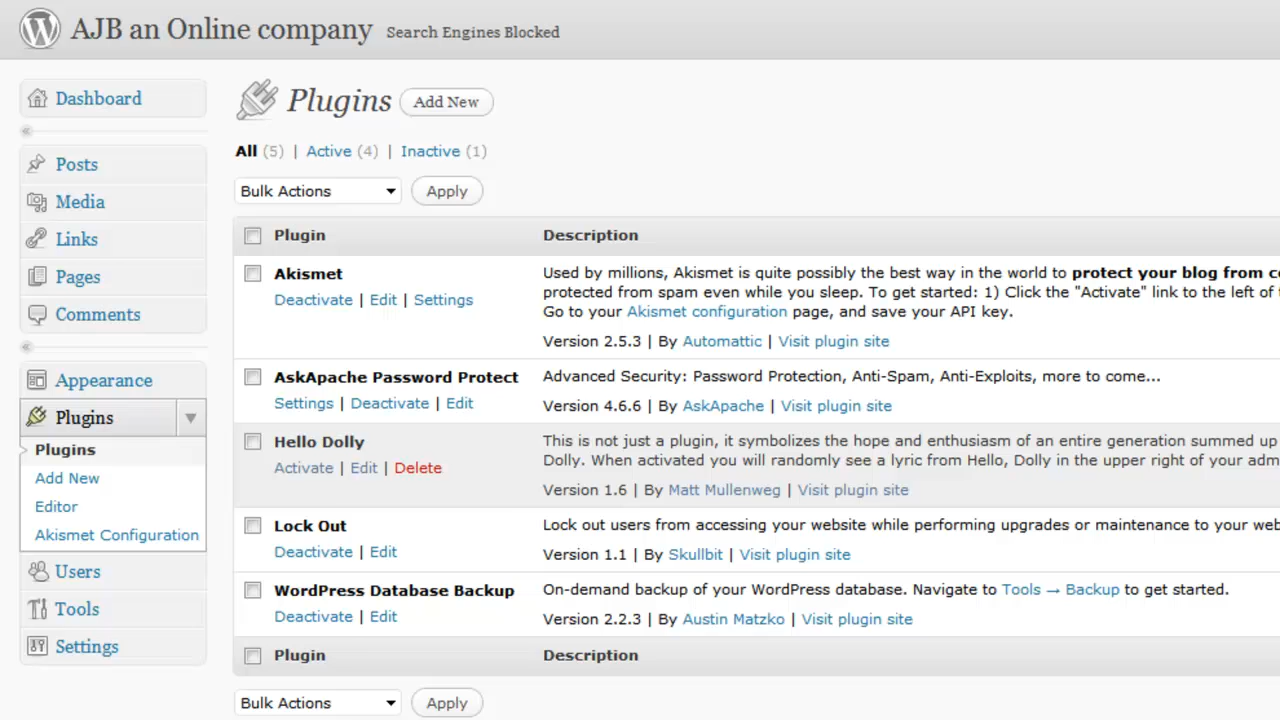 AJB an Online company Search Engines Blocked
Dashboard
Posts
Media
Links
Pages
Comments
Appearance
Plugins
Plugins
Add New
Editor
Akismet Configuration
Users
Tools
Settings
Plugins Add New
All (5) | Active (4) | Inactive (1)
Bulk Actions Apply
Plugin Description
Akismet
Deactivate | Edit | Settings
Used by millions, Akismet is quite possibly the best way in the world to protect your blog from
protected from spam even while you sleep. To get started: 1) Click the "Activate" link to the left of
Go to your Akismet configuration page, and save your API key.
Version 2.5.3 | By Automattic | Visit plugin site
AskApache Password Protect
Settings | Deactivate | Edit
Advanced Security: Password Protection, Anti-Spam, Anti-Exploits, more to come...
Version 4.6.6 | By AskApache | Visit plugin site
Hello Dolly
Activate | Edit | Delete
This is not just a plugin, it symbolizes the hope and enthusiasm of an entire generation summed up
Dolly. When activated you will randomly see a lyric from Hello, Dolly in the upper right of your
Version 1.6 | By Matt Mullenweg | Visit plugin site
Lock Out
Deactivate | Edit
Lock out users from accessing your website while performing upgrades or maintenance to your
Version 1.1 | By Skullbit | Visit plugin site
WordPress Database Backup
Deactivate | Edit
On-demand backup of your WordPress database. Navigate to Tools → Backup to get started.
Version 2.2.3 | By Austin Matzko | Visit plugin site
Plugin Description
Bulk Actions Apply